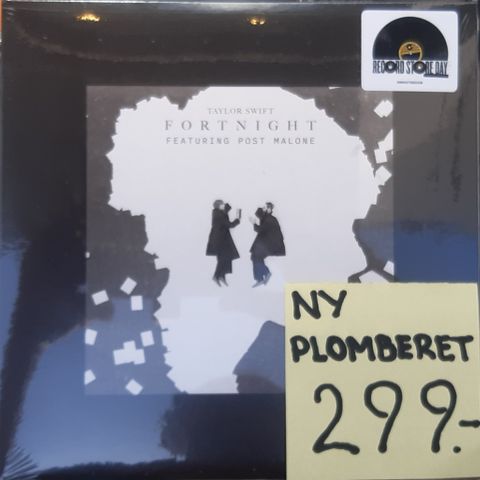 RECORD STORE DAY
TAYLOR SWIFT
FORTNIGHT
FEATURING POST MALONE
NY
PLOMBERET
299.-